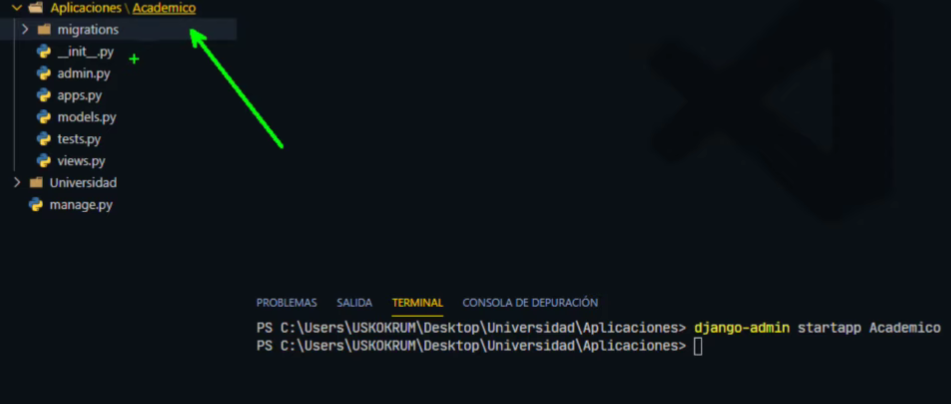 Aplicaciones \ Academico
migrations
__init__.py
admin.py
apps.py
models.py
tests.py
views.py
Universidad
manage.py
PROBLEMAS SALIDA TERMINAL CONSOLA DE DEPURACIÓN
PS C:\Users\USKOKRUM\Desktop\Universidad\Aplicaciones> django-admin startapp Academico
PS C:\Users\USKOKRUM\Desktop\Universidad\Aplicaciones>